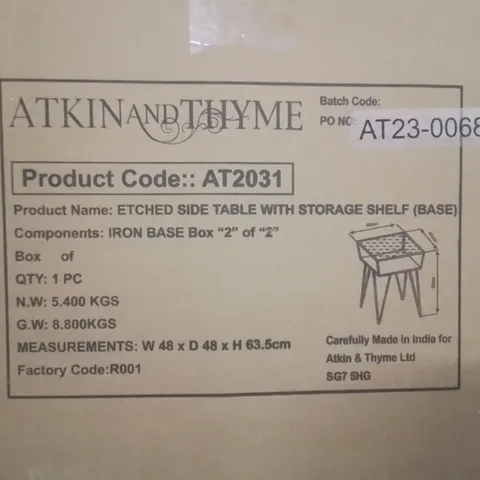 ATKIN AND THYME
Batch Code:
PO NO:
AT23-0068
Product Code:: AT2031
Product Name: ETCHED SIDE TABLE WITH STORAGE SHELF (BASE)
Components: IRON BASE Box "2" of "2"
Box of
QTY: 1 PC
N.W: 5.400 KGS
G.W: 8.800KGS
MEASUREMENTS: W 48 x D 48 x H 63.5cm
Factory Code:R001
Carefully Made in India for
Atkin & Thyme Ltd
SG7 5HG